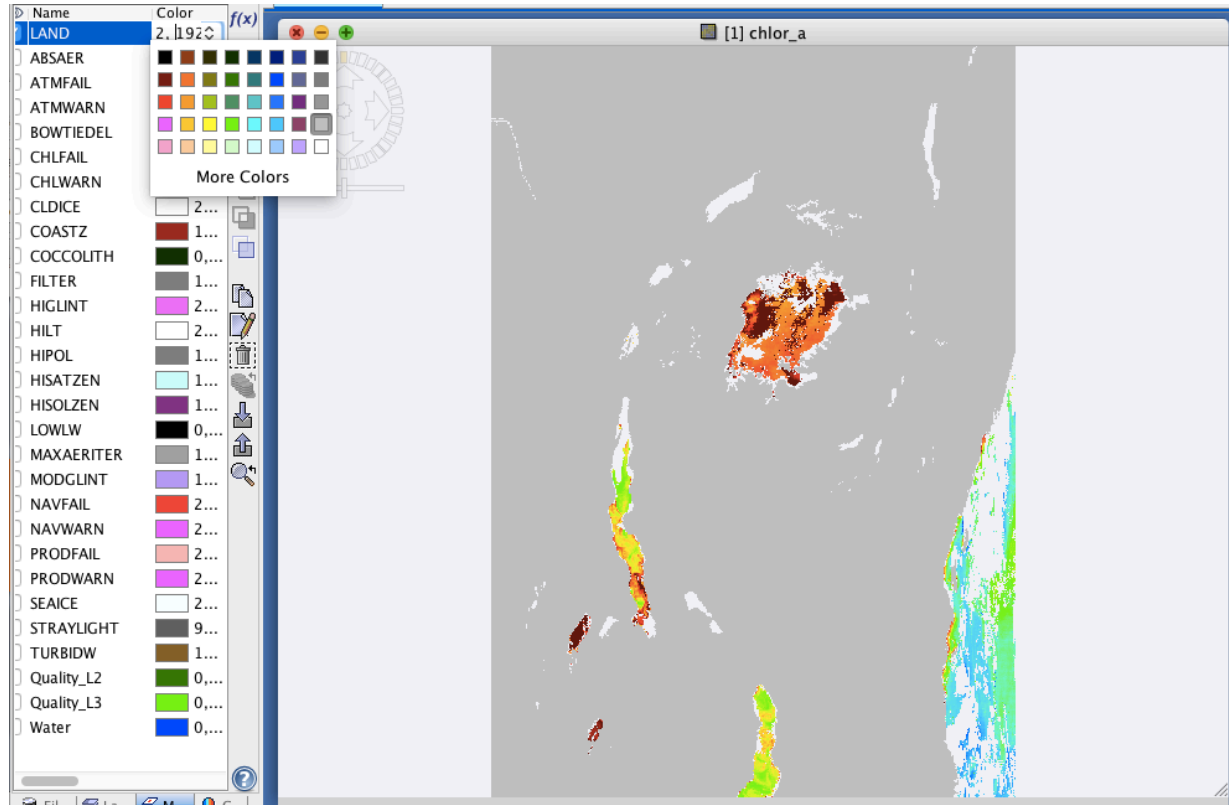 Name Color
f(x)
LAND 2, 192
[1] chlor_a
ABSAER
ATMFAIL
ATMWARN
BOWTIEDEL
CHLFAIL
CHLWARN
More Colors
CLDICE 2...
COASTZ 1...
COCCOLITH 0,...
FILTER 1...
HIGLINT 2...
HILT 2...
HIPOL 1...
HISATZEN 1...
HISOLZEN 1...
LOWLW 0,...
MAXAERITER 1...
MODGLINT 1...
NAVFAIL 2...
NAVWARN 2...
PRODFAIL 2...
PRODWARN 2...
SEAICE 2...
STRAYLIGHT 9...
TURBIDW 1...
Quality_L2 0,...
Quality_L3 0,...
Water 0,...